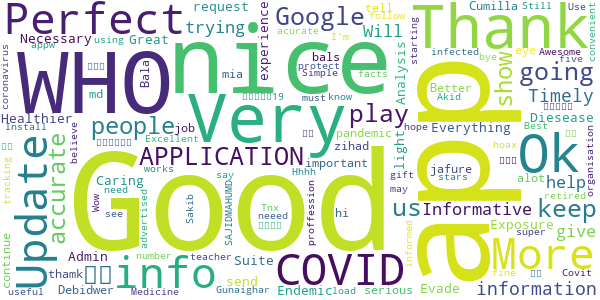 Perfect
request
trying
Google
Will
tell
follow
Thank
Cumilla
Still
Use
convenient
Necessary
Great
using
appw
acurate
I'm
experience
coronavirus
WHO
nice
Simple
facts
starting
infected
bye
Awesome
five
eye
going
bals
protect
Bala
mia
md
Analysis
show
Better
Akid
Timely
Healthier
Install
people
Very
must
know
play
pandemic
Everything
Diesease
job
Excellent
hope
light
Best
hoax
believe
accurate
APPLICATION
zihad
important
Ok
organisation
tracking
Update
Caring
need
works
say
Hhhh
gift
may
jafure
stars
alot
help
retired
Wow
see
advertised
Sakib
SAJIDMAHUMD
Tnx
neeed
proffession
us
Informative
keep
Good
app
hi
informed
Exposure
give
continue
info
Admin
thamk
number
teacher
Suite
send
COVID
More
super
fine
Covit
useful
Debidwer
Medicine
Gunaighar
Endemic
load
serious
Evade
information